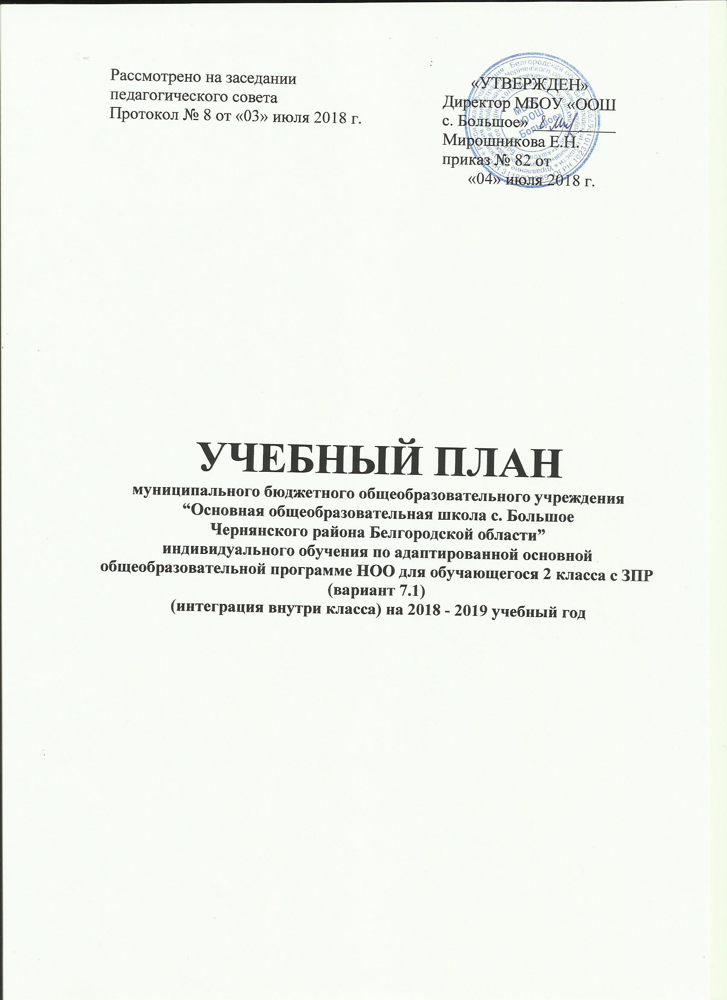 Рассмотрено на заседании
педагогического совета
Протокол № 8 от «03» июля 2018 г.
«УТВЕРЖДЕН»
Директор МБОУ «ООШ
с. Большое»
Мирошникова Е.Н.
приказ № 82 от
«04» июля 2018 г.
МБОУ
«ООШ
с. Большое»
УЧЕБНЫЙ ПЛАН
муниципального бюджетного общеобразовательного учреждения
“Основная общеобразовательная школа с. Большое
Чернянского района Белгородской области”
индивидуального обучения по адаптированной основной
общеобразовательной программе НОО для обучающегося 2 класса с ЗПР
(вариант 7.1)
(интеграция внутри класса) на 2018 - 2019 учебный год